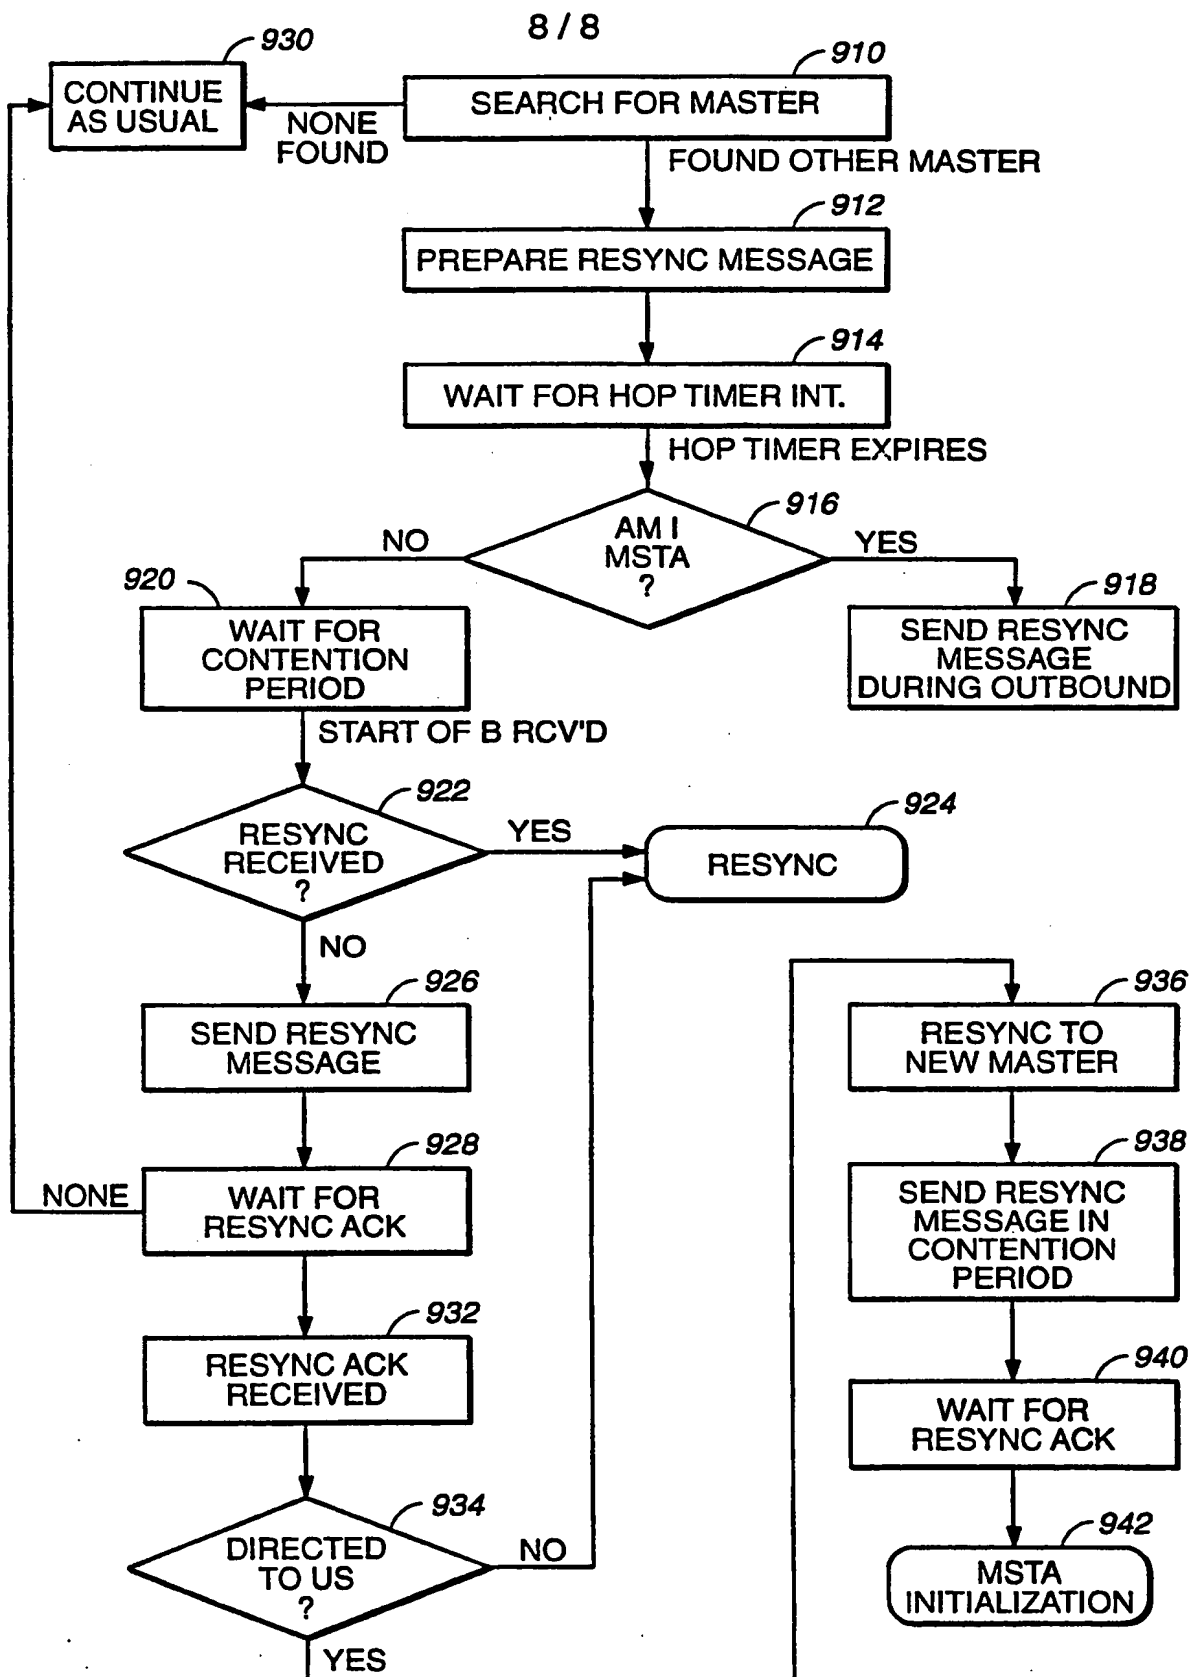 8 / 8
930
CONTINUE
AS USUAL
NONE
FOUND
910
SEARCH FOR MASTER
FOUND OTHER MASTER
912
PREPARE RESYNC MESSAGE
914
WAIT FOR HOP TIMER INT.
HOP TIMER EXPIRES
916
AM I
MSTA
?
NO
YES
920
WAIT FOR
CONTENTION
PERIOD
918
SEND RESYNC
MESSAGE
DURING OUTBOUND
START OF B RCV'D
922
RESYNC
RECEIVED
?
YES
924
RESYNC
NO
926
SEND RESYNC
MESSAGE
928
WAIT FOR
RESYNC ACK
NONE
932
RESYNC ACK
RECEIVED
934
DIRECTED
TO US
?
NO
YES
936
RESYNC TO
NEW MASTER
938
SEND RESYNC
MESSAGE IN
CONTENTION
PERIOD
940
WAIT FOR
RESYNC ACK
942
MSTA
INITIALIZATION